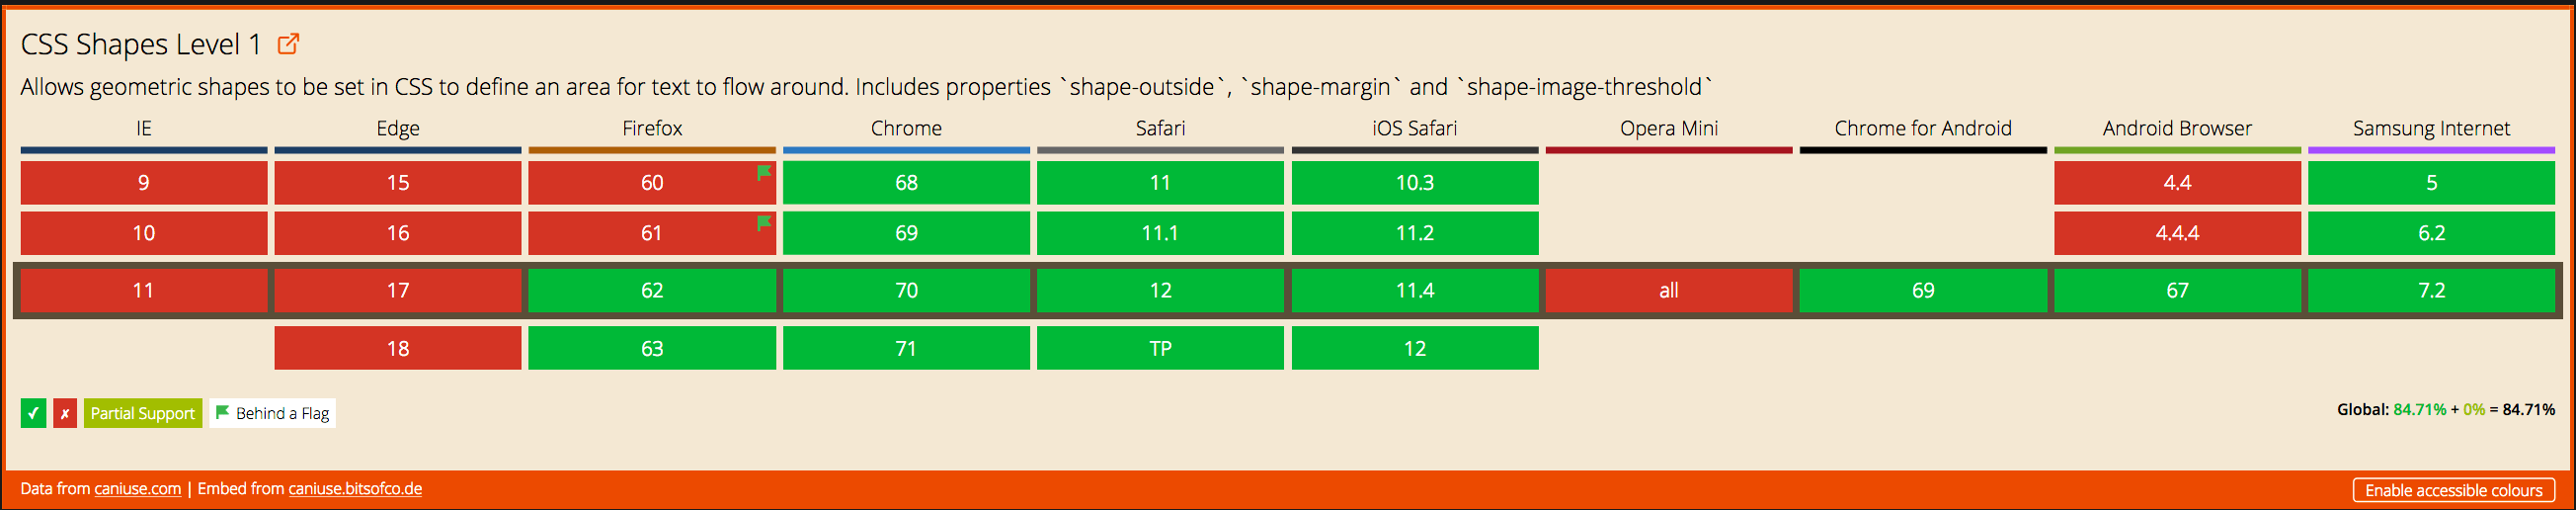 CSS Shapes Level 1
Allows geometric shapes to be set in CSS to define an area for text to flow around. Includes properties `shape-outside`, `shape-margin` and `shape-image-threshold`
IE Edge Firefox Chrome Safari iOS Safari Opera Mini Chrome for Android Android Browser Samsung Internet
9 15 60 68 11 10.3 4.4 5
10 16 61 69 11.1 11.2 4.4.4 6.2
11 17 62 70 12 11.4 all 69 67 7.2
18 63 71 TP 12
✓ ✗ Partial Support Behind a Flag Global: 84.71% + 0% = 84.71%
Data from caniuse.com | Embed from caniuse.bitsofco.de Enable accessible colours